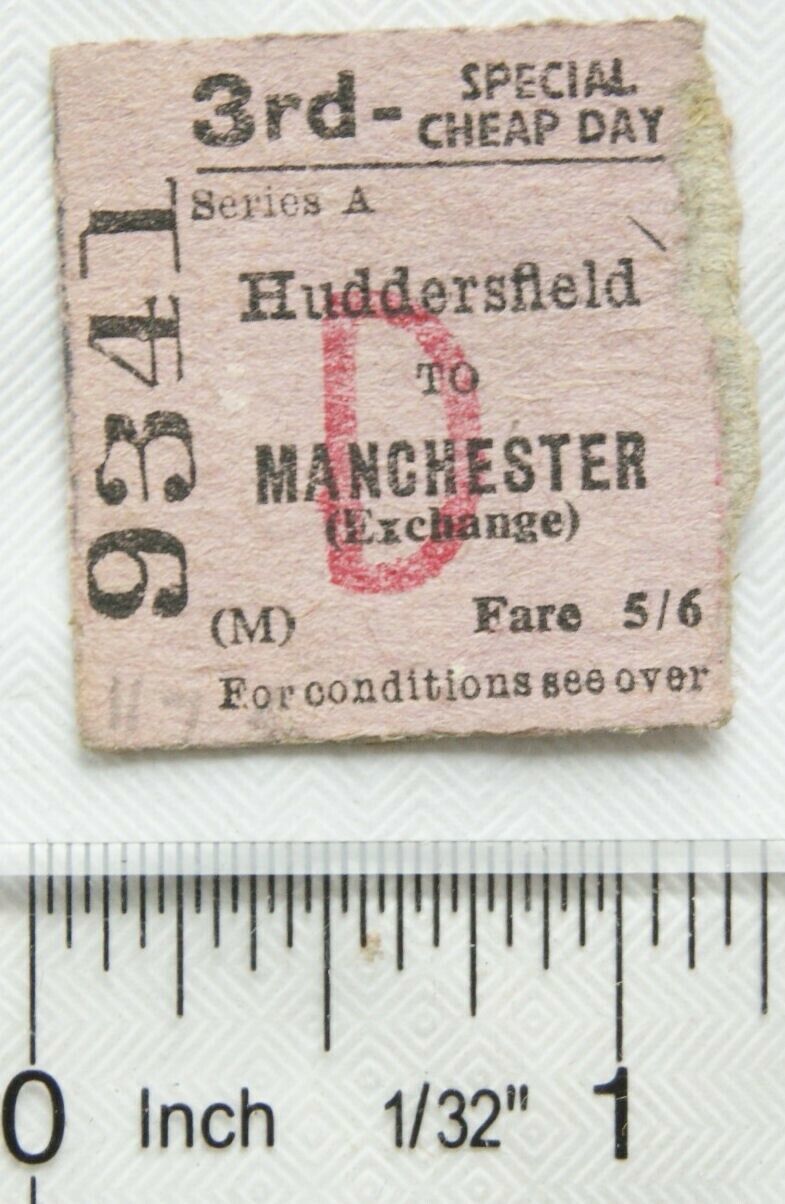 3rd- SPECIAL
CHEAP DAY
Series A
9341
Huddersfield
TO
MANCHESTER
(Exchange)
D
(M) Fare 5/6
For conditions see over
0 Inch 1/32" 1